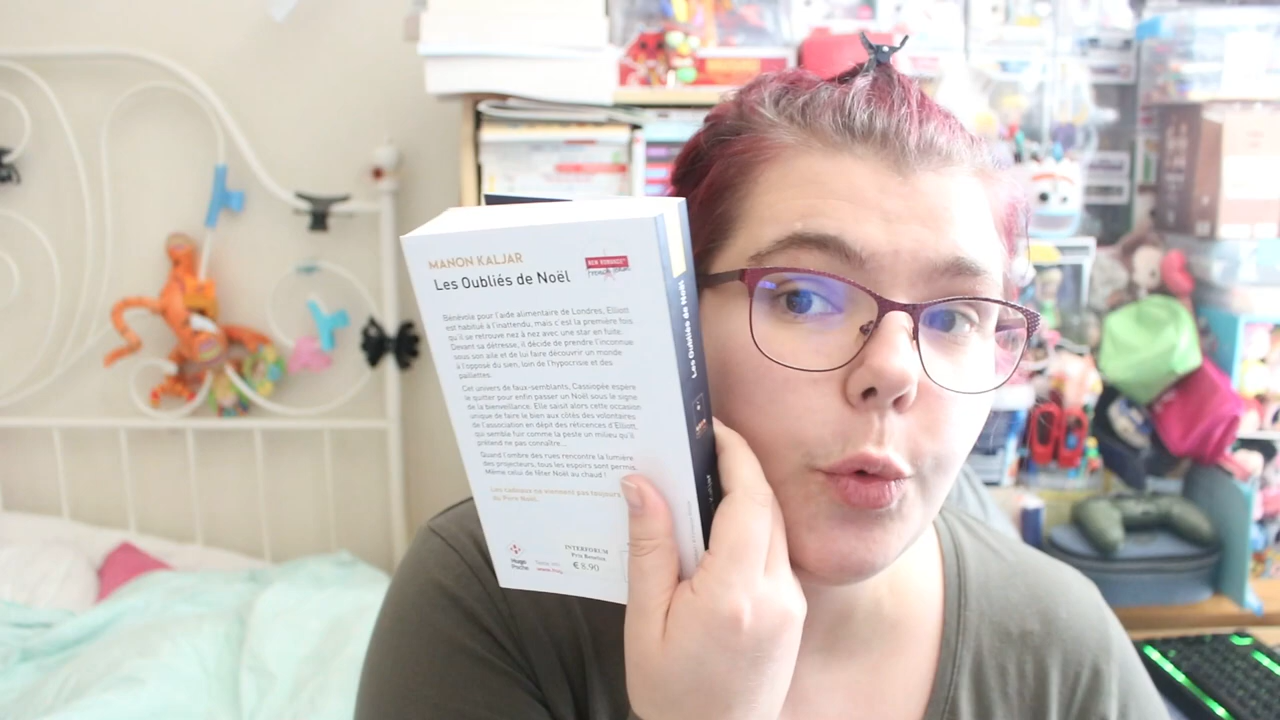 MANON KALJAR
Les Oubliés de Noël
NEW ROMANCE
Bénévole pour l'aide alimentaire de Londres, Elliott
est habitué à l'inattendu, mais c'est la première fois
qu'il se retrouve nez à nez avec une star en fuite.
Devant sa détresse, il décide de prendre l'inconnue
sous son aile et de lui faire découvrir un monde
à l'opposé du sien, loin de l'hypocrisie et des
paillettes.
Cet univers de faux-semblants, Cassiopée espère
le quitter pour enfin passer un Noël sous le signe
de la bienveillance. Elle saisit alors cette occasion
unique de faire le bien aux côtés des volontaires
de l'association en dépit des réticences d'Elliott,
qui semble fuir comme la peste un milieu qu'il
prétend ne pas connaître...
Quand l'ombre des rues rencontre la lumière
des projecteurs, tous les espoirs sont permis.
Même celui de fêter Noël au chaud !
Les cadeaux ne viennent pas toujours
du Père Noël.
Hugo
Poche
INTERFORUM
Prix Benelux
€ 8.90
Les Oubliés de Noël